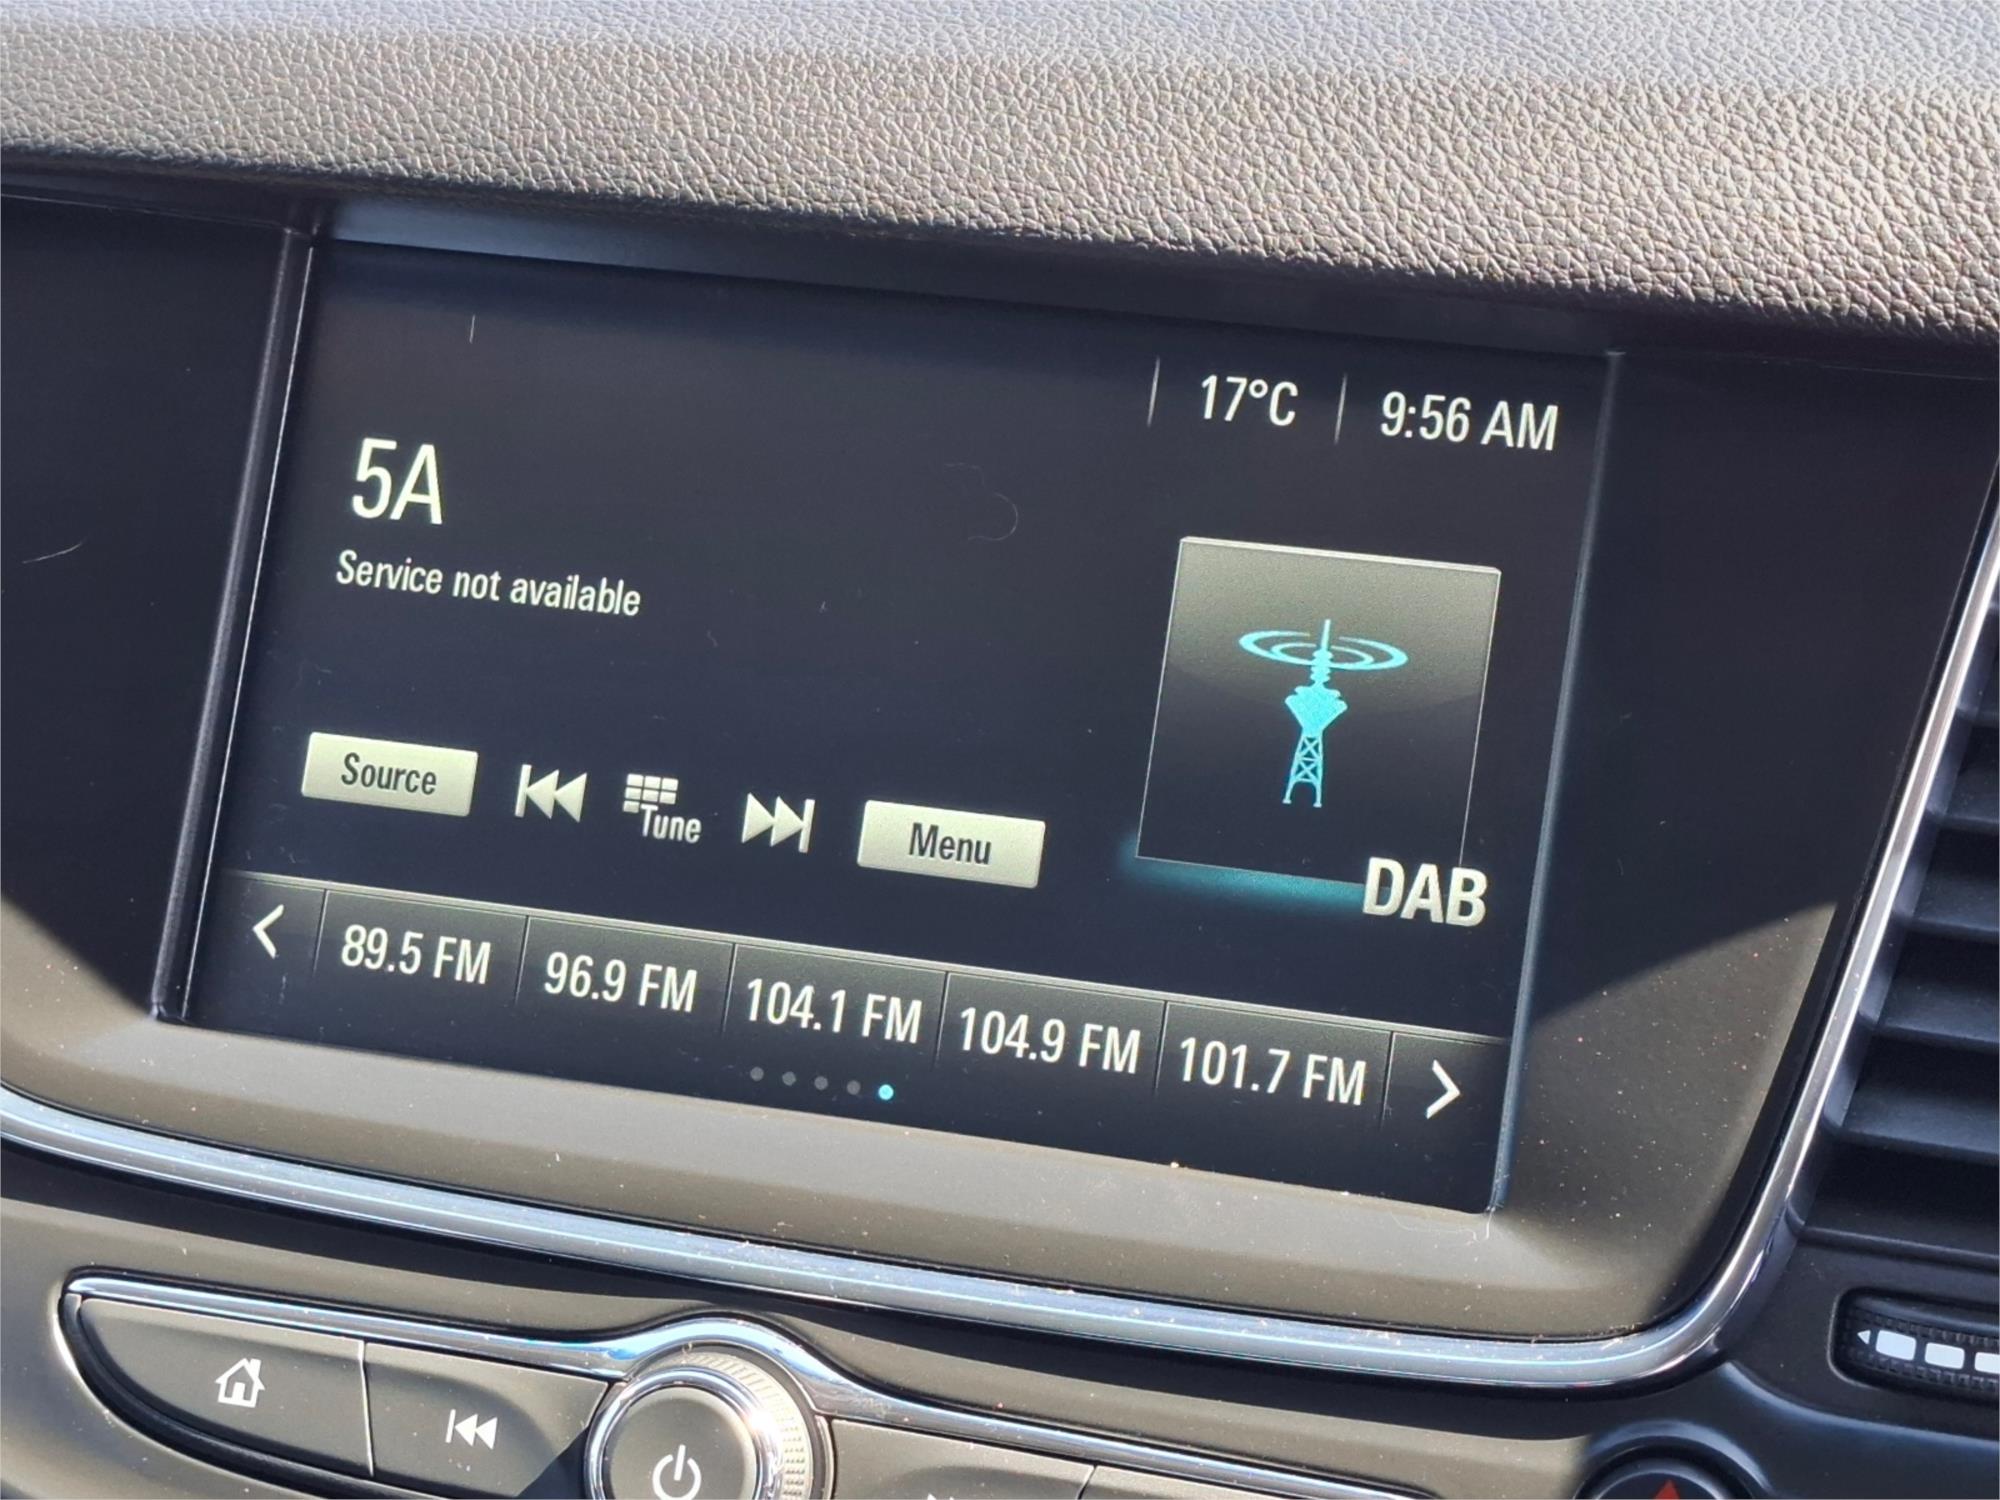 17°C 9:56 AM
5A
Service not available
Source Tune Menu
DAB
89.5 FM 96.9 FM 104.1 FM 104.9 FM 101.7 FM